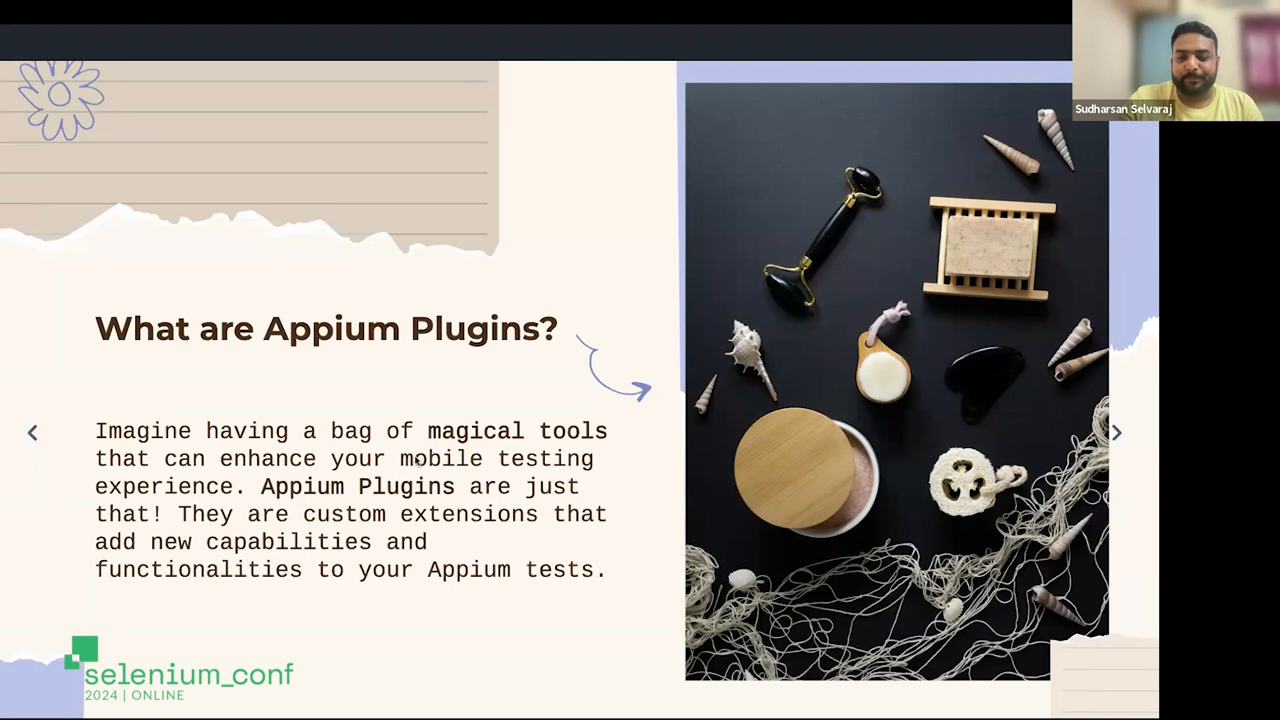 Sudharsan Selvaraj
What are Appium Plugins?
Imagine having a bag of magical tools
that can enhance your mobile testing
experience. Appium Plugins are just
that! They are custom extensions that
add new capabilities and
functionalities to your Appium tests.
selenium_conf
2024 | ONLINE